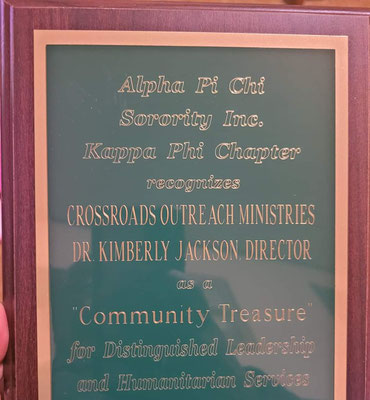 Alpha Pi Chi
Sorority Inc.
Kappa Phi Chapter
recognizes
CROSSROADS OUTREACH MINISTRIES
DR. KIMBERLY JACKSON, DIRECTOR
as a
"Community Treasure"
for Distinguished Leadership
and Humanitarian Services